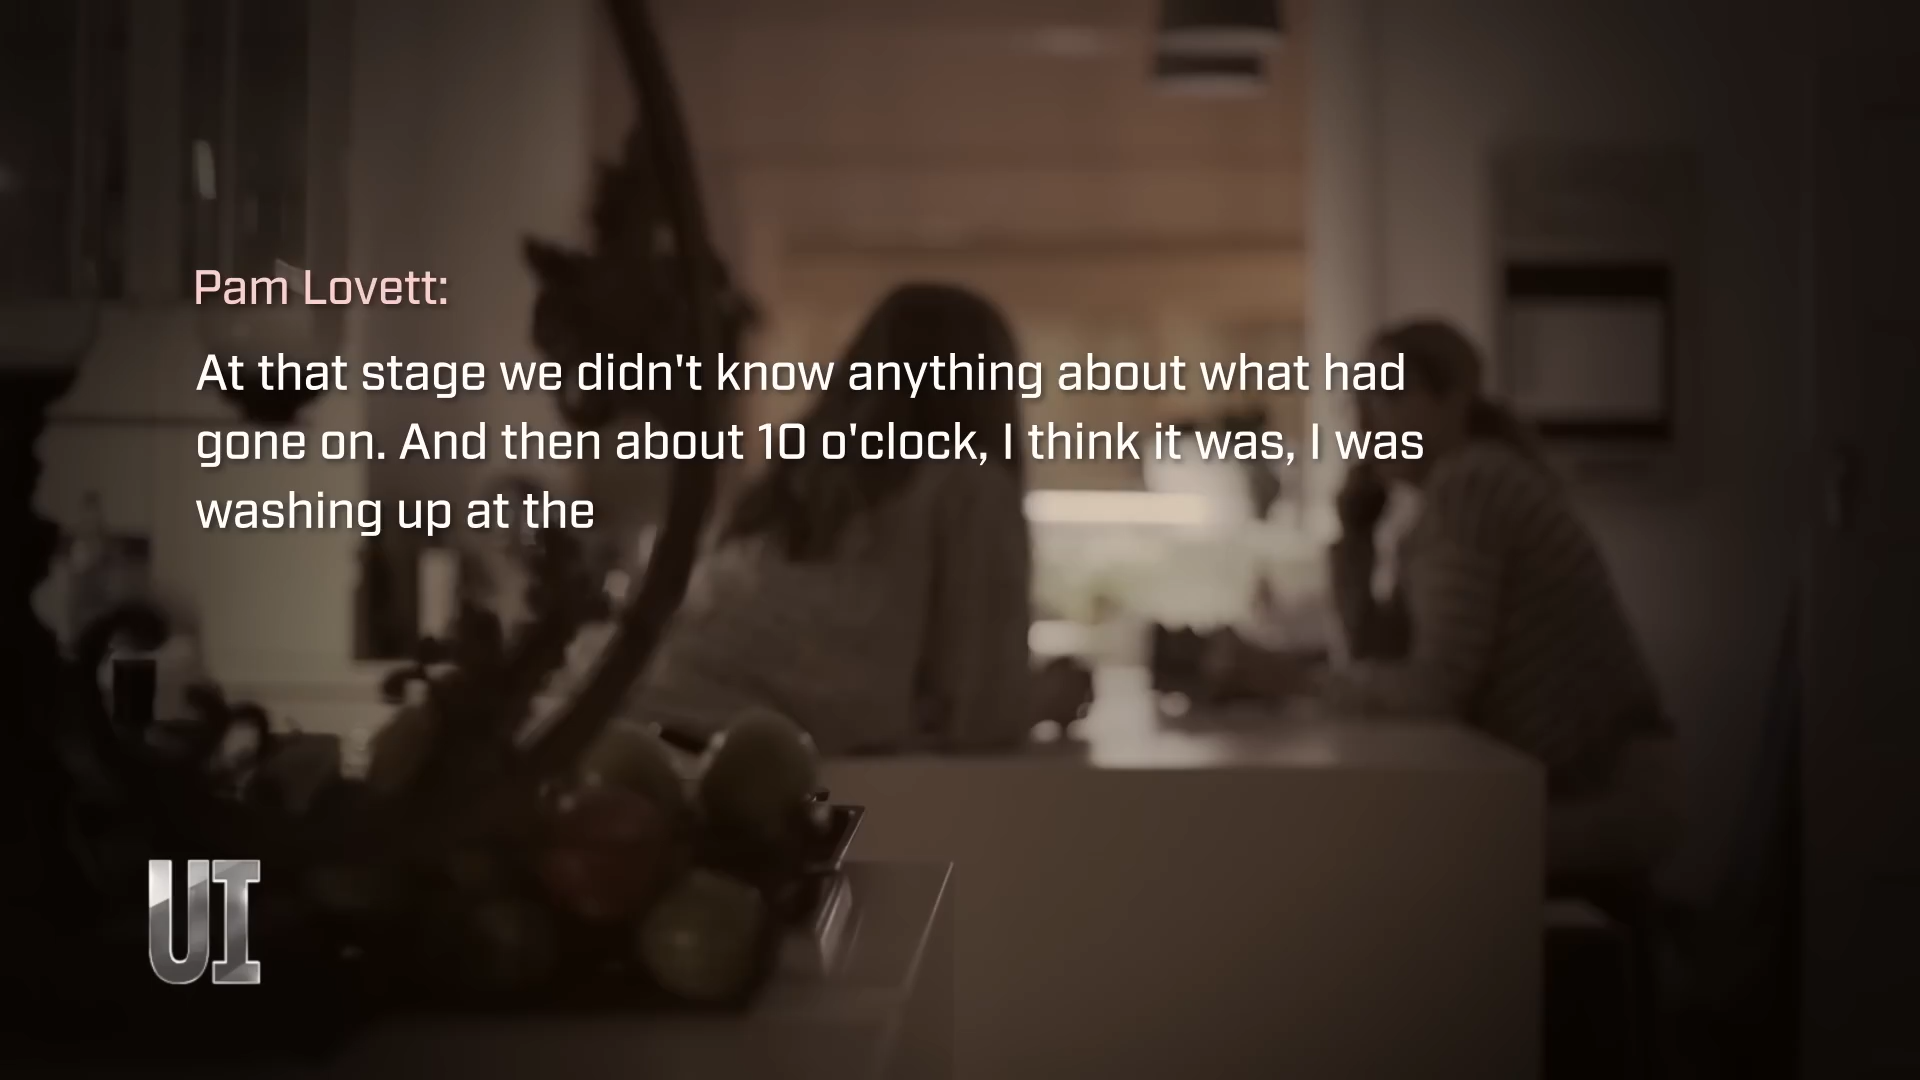 Pam Lovett:
At that stage we didn't know anything about what had
gone on. And then about 10 o'clock, I think it was, I was
washing up at the
UI